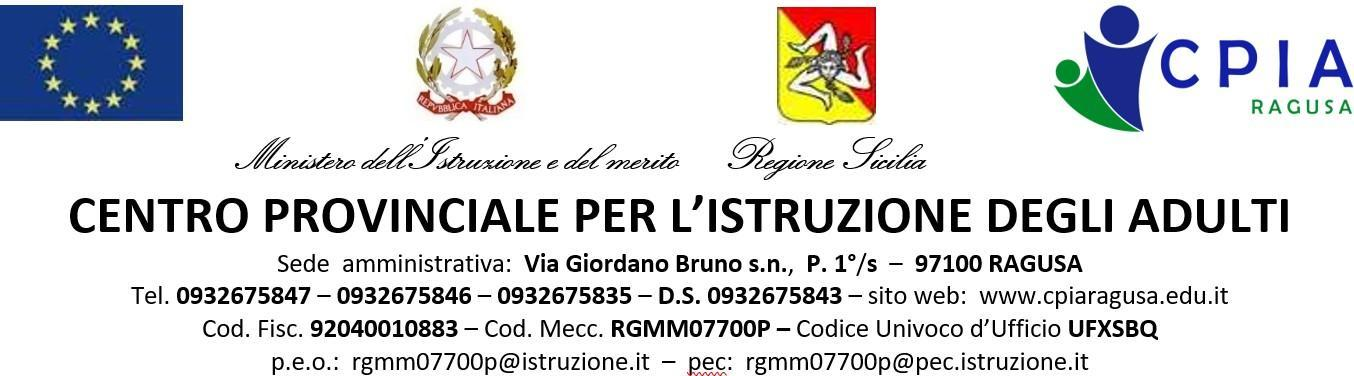 REPVBBLICA ITALIANA
CPIA
RAGUSA
Ministero dell'Istruzione e del merito Regione Sicilia
CENTRO PROVINCIALE PER L’ISTRUZIONE DEGLI ADULTI
Sede amministrativa: Via Giordano Bruno s.n., P. 1°/s – 97100 RAGUSA
Tel. 0932675847 – 0932675846 – 0932675835 – D.S. 0932675843 – sito web: www.cpiaragusa.edu.it
Cod. Fisc. 92040010883 – Cod. Mecc. RGMM07700P – Codice Univoco d’Ufficio UFXSBQ
p.e.o.: rgmm07700p@istruzione.it – pec: rgmm07700p@pec.istruzione.it